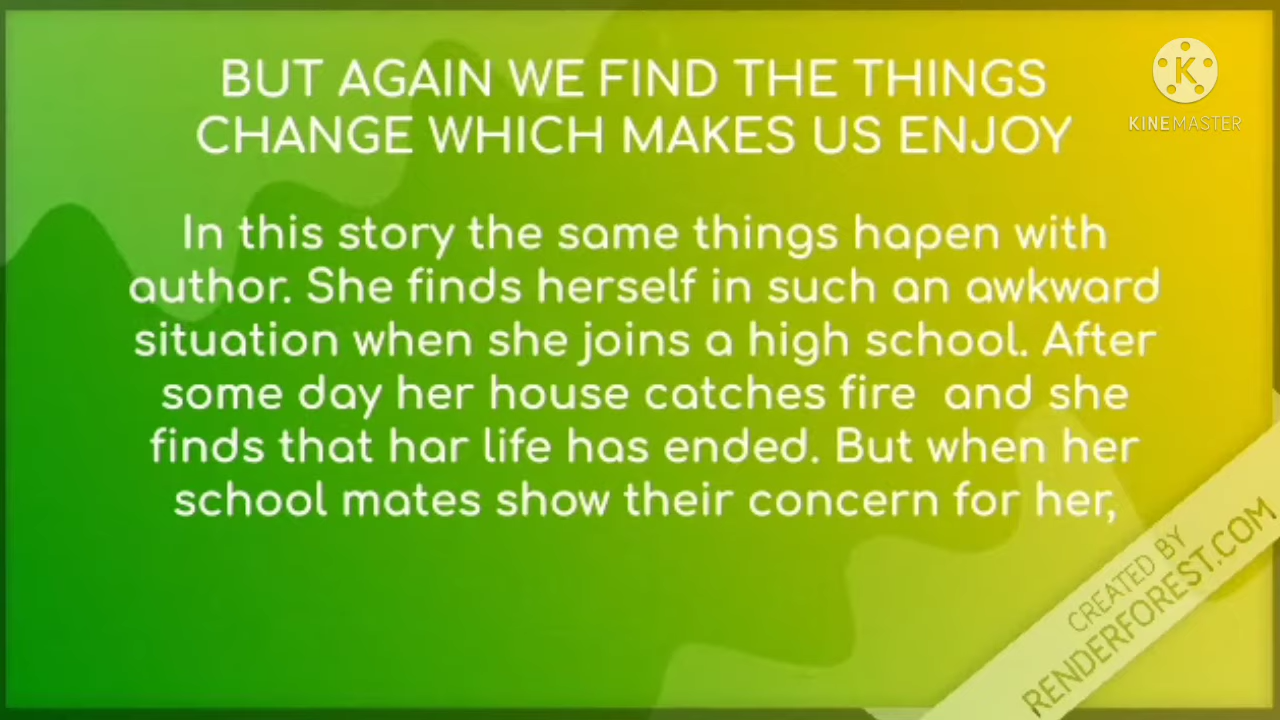 BUT AGAIN WE FIND THE THINGS
CHANGE WHICH MAKES US ENJOY
In this story the same things hapen with
author. She finds herself in such an awkward
situation when she joins a high school. After
some day her house catches fire  and she
finds that har life has ended. But when her
school mates show their concern for her,
K
KINEMASTER
CREATED BY
RENDERFOREST.COM